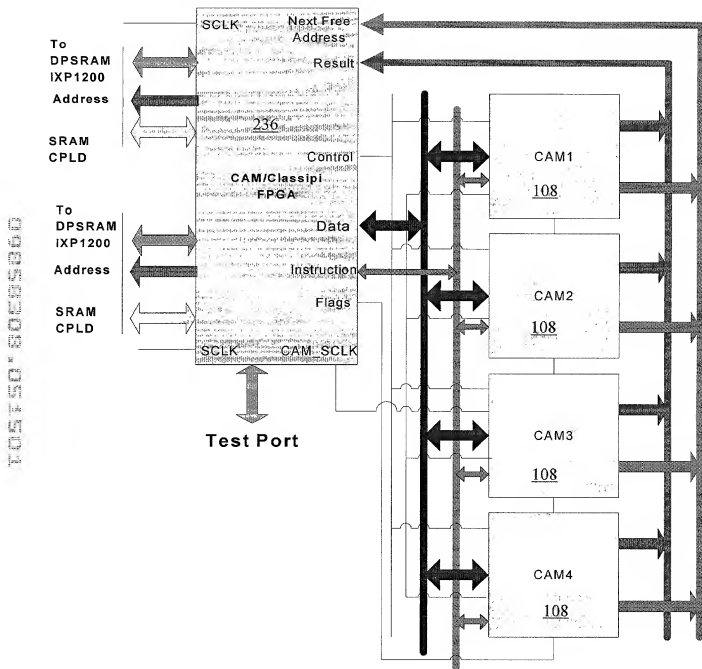 SCLK
Next Free
Address
To
DPSRAM
IXP1200
Result
Address
236
SRAM
CPLD
Control
CAM/Classipi
FPGA
To
DPSRAM
IXP1200
Data
Address
Instruction
Flags
SRAM
CPLD
SCLK
CAM SCLK
Test Port
CAM1
108
CAM2
108
CAM3
108
CAM4
108